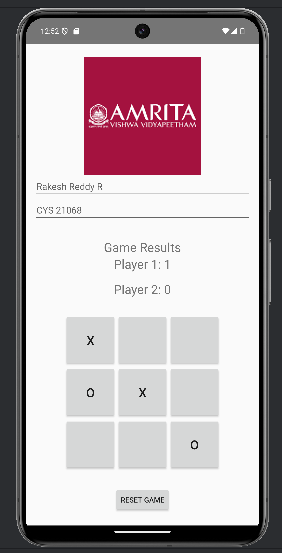 12:52
AMRITA
VISHWA VIDYAPEETHAM
Rakesh Reddy R
CYS 21068
Game Results
Player 1: 1
Player 2: 0
X
O X
O
RESET GAME